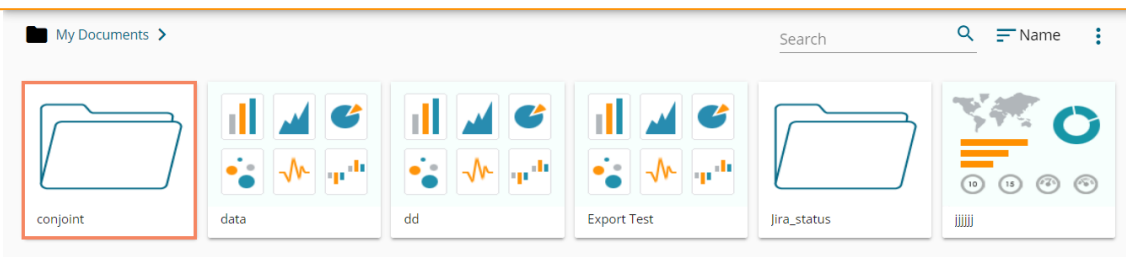 My Documents
Search
Name
10
15
conjoint
data
dd
Export Test
Jira_status
jjjjjj